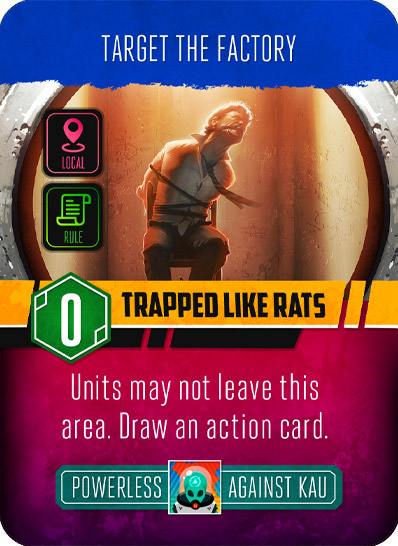 TARGET THE FACTORY
LOCAL
RULE
0 TRAPPED LIKE RATS
Units may not leave this
area. Draw an action card.
POWERLESS AGAINST KAU